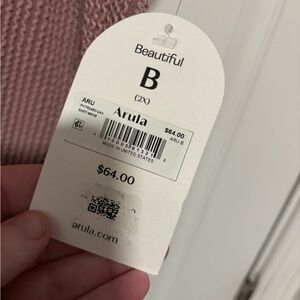 Beautiful
B
(2X)
ARU
Arula
$64.00
ARU B
MADE IN UNITED STATES
$64.00
arula.com